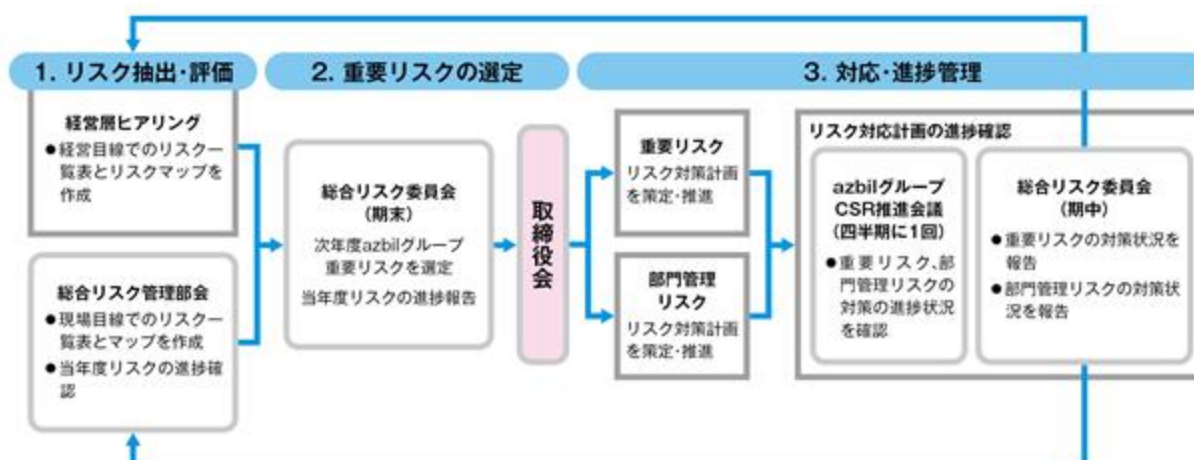 1. リスク抽出・評価
経営層ヒアリング
●経営目線でのリスク一
覧表とリスクマップを
作成
総合リスク管理部会
●現場目線でのリスク一
覧表とマップを作成
●当年度リスクの進捗確
認
2. 重要リスクの選定
総合リスク委員会
(期末)
次年度azbilグループ
重要リスクを選定
当年度リスクの進捗報告
取締役会
3. 対応・進捗管理
重要リスク
リスク対策計画
を策定・推進
部門管理
リスク
リスク対策計画
を策定・推進
リスク対応計画の進捗確認
azbilグループ
CSR推進会議
(四半期に1回)
●重要リスク、部
門管理リスクの
対策の進捗状況
を確認
総合リスク委員会
(期中)
●重要リスクの対策状況を
報告
●部門管理リスクの対策状
況を報告